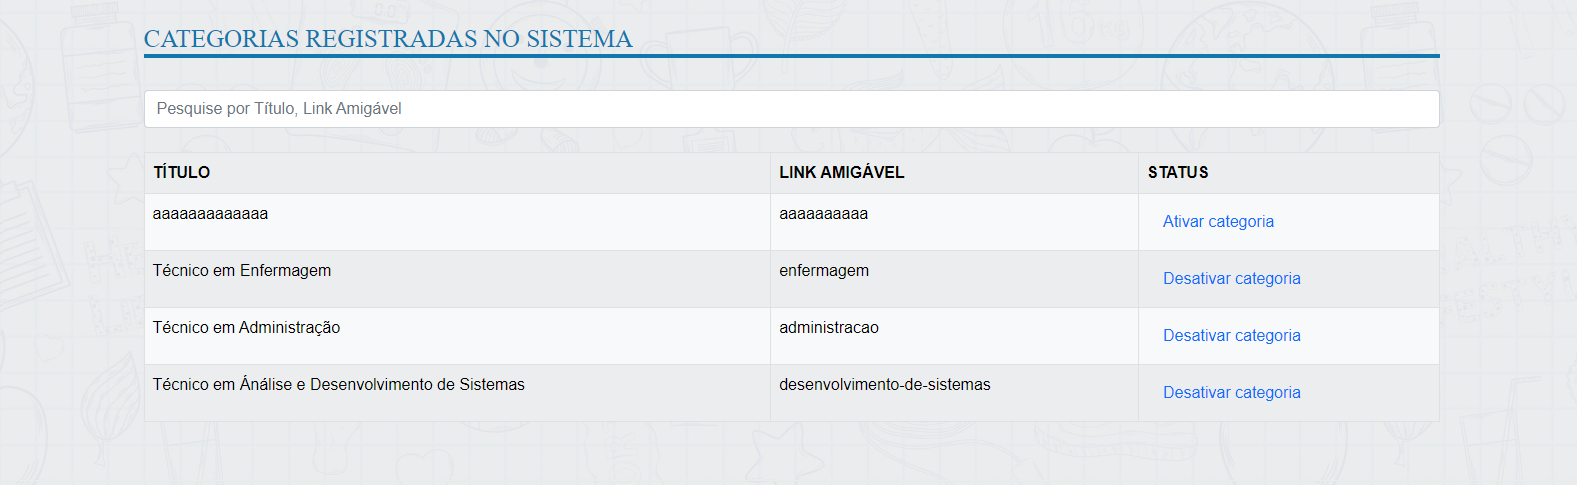 CATEGORIAS REGISTRADAS NO SISTEMA
Pesquise por Título, Link Amigável
TÍTULO LINK AMIGÁVEL STATUS
aaaaaaaaaaaaa aaaaaaaaaa Ativar categoria
Técnico em Enfermagem enfermagem Desativar categoria
Técnico em Administração administracao Desativar categoria
Técnico em Ánálise e Desenvolvimento de Sistemas desenvolvimento-de-sistemas Desativar categoria